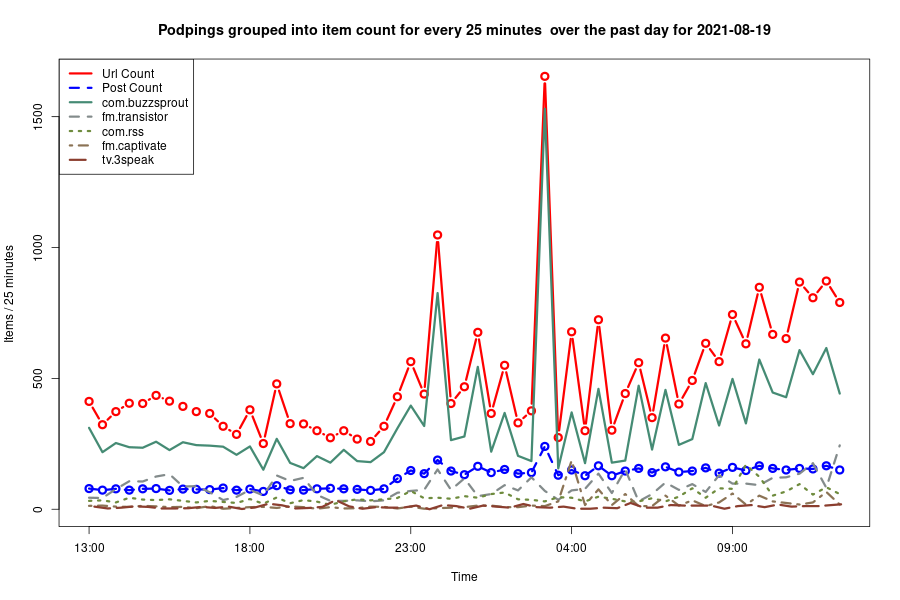 Podpings grouped into item count for every 25 minutes  over the past day for 2021-08-19
Url Count
Post Count
com.buzzsprout
fm.transistor
com.rss
fm.captivate
tv.3speak
Items / 25 minutes
1500
1000
500
0
13:00 18:00 23:00 04:00 09:00
Time